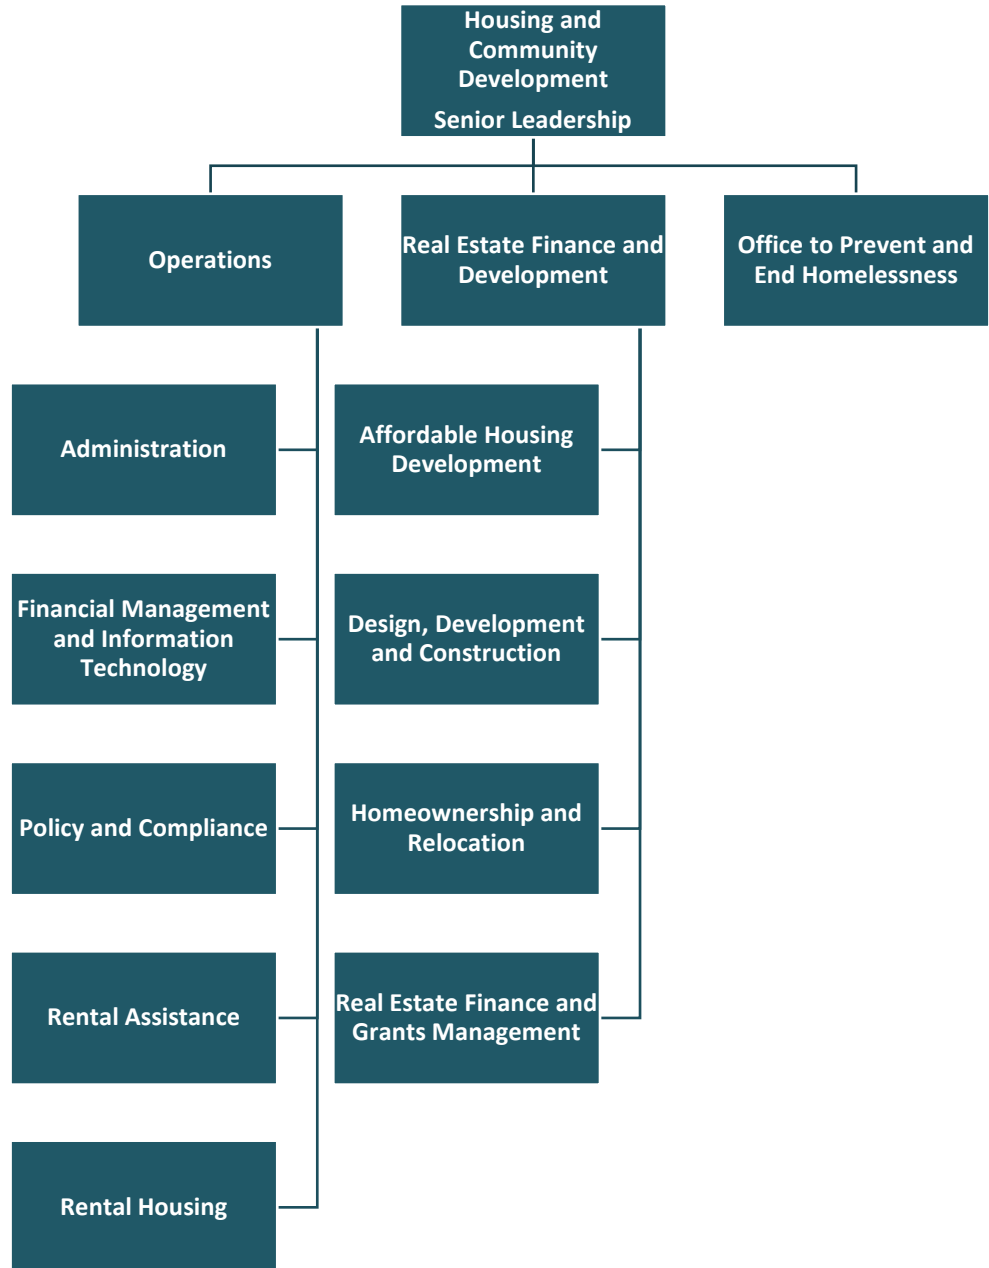 Housing and
Community
Development
Senior Leadership
Operations
Real Estate Finance and
Development
Office to Prevent and
End Homelessness
Administration
Affordable Housing
Development
Financial Management
and Information
Technology
Design, Development
and Construction
Policy and Compliance
Homeownership and
Relocation
Rental Assistance
Real Estate Finance and
Grants Management
Rental Housing